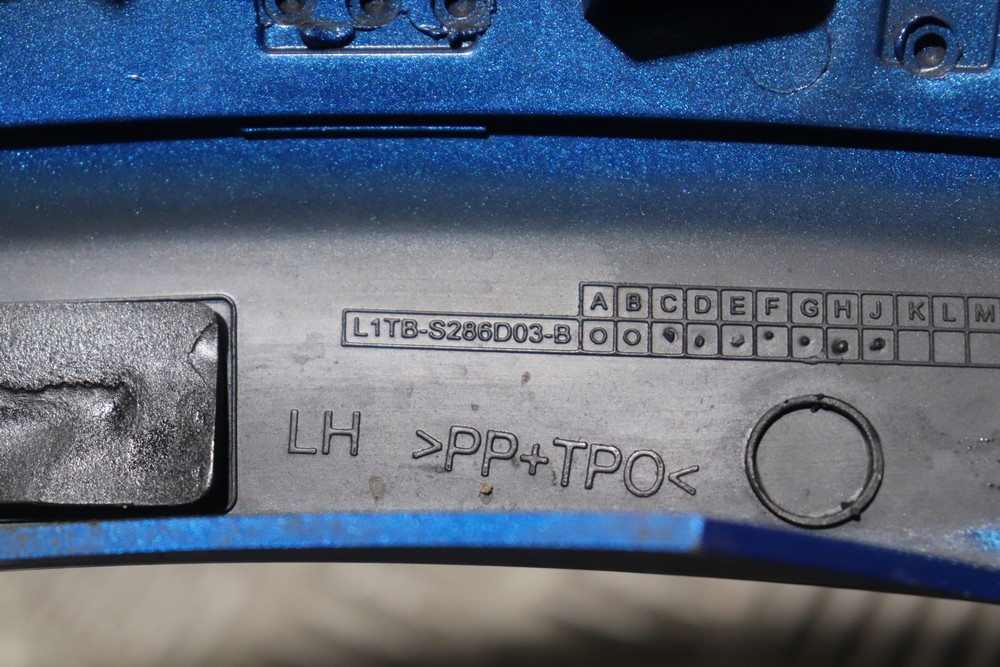 A B C D E F G H J K L M
L1TB-S286D03-B
LH >PP+TPO<